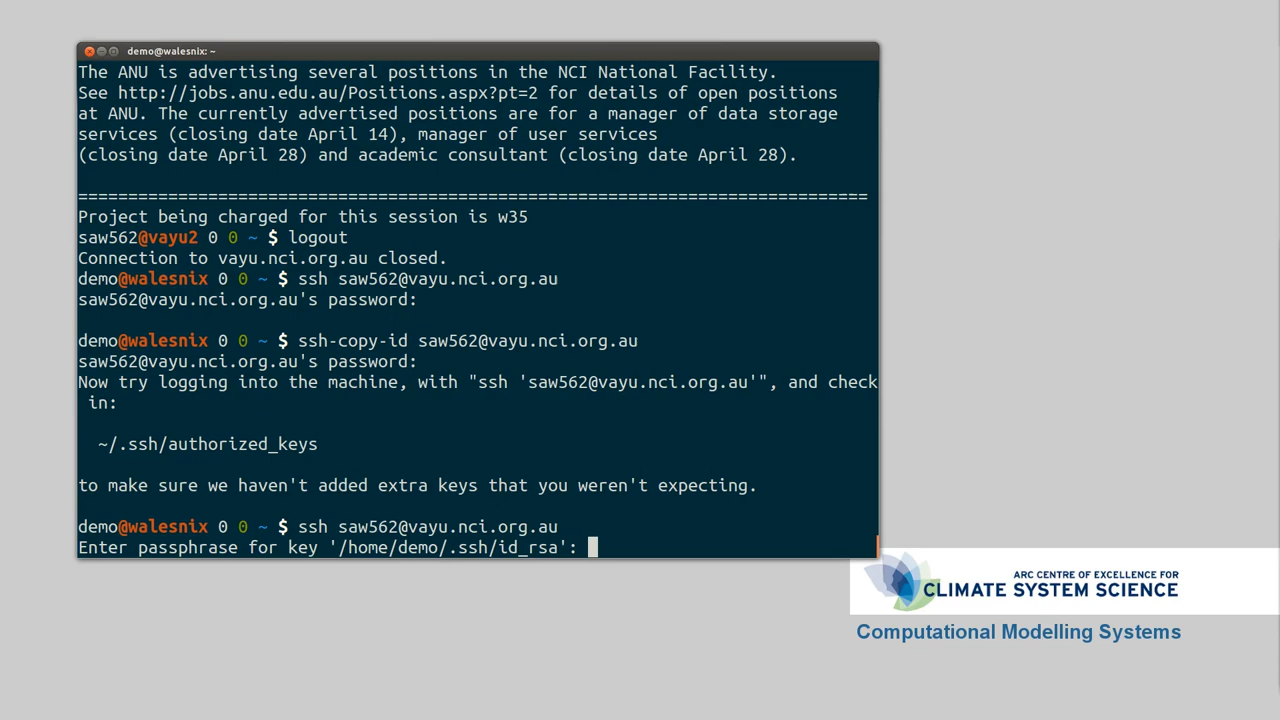 demo@walesnix: ~
The ANU is advertising several positions in the NCI National Facility.
See http://jobs.anu.edu.au/Positions.aspx?pt=2 for details of open positions
at ANU. The currently advertised positions are for a manager of data storage
services (closing date April 14), manager of user services
(closing date April 28) and academic consultant (closing date April 28).
===============================================================================
Project being charged for this session is w35
saw562@vayu2 0 0 ~ $ logout
Connection to vayu.nci.org.au closed.
demo@walesnix 0 0 ~ $ ssh saw562@vayu.nci.org.au
saw562@vayu.nci.org.au's password:
demo@walesnix 0 0 ~ $ ssh-copy-id saw562@vayu.nci.org.au
saw562@vayu.nci.org.au's password:
Now try logging into the machine, with "ssh 'saw562@vayu.nci.org.au'", and check
in:
~/.ssh/authorized_keys
to make sure we haven't added extra keys that you weren't expecting.
demo@walesnix 0 0 ~ $ ssh saw562@vayu.nci.org.au
Enter passphrase for key '/home/demo/.ssh/id_rsa':
ARC CENTRE OF EXCELLENCE FOR
CLIMATE SYSTEM SCIENCE
Computational Modelling Systems